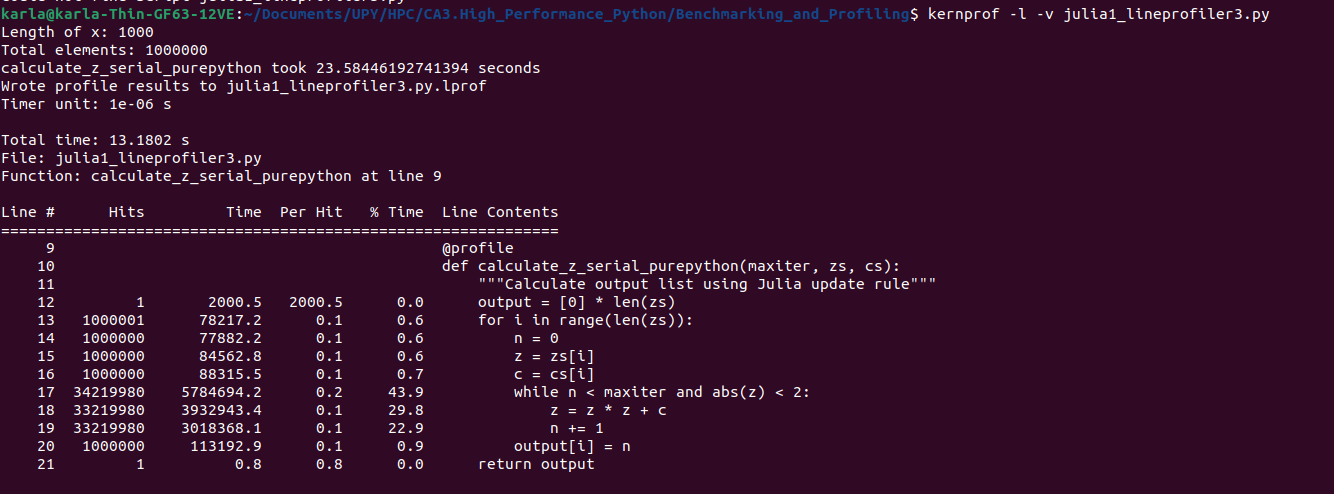 karla@karla-Thin-GF63-12VE:~/Documents/UPY/HPC/CA3.High_Performance_Python/Benchmarking_and_Profiling$ kernprof -l -v julia1_lineprofiler3.py
Length of x: 1000
Total elements: 1000000
calculate_z_serial_purepython took 23.58446192741394 seconds
Wrote profile results to julia1_lineprofiler3.py.lprof
Timer unit: 1e-06 s

Total time: 13.1802 s
File: julia1_lineprofiler3.py
Function: calculate_z_serial_purepython at line 9

Line #      Hits         Time  Per Hit   % Time  Line Contents
==============================================================
     9                                           @profile
    10                                           def calculate_z_serial_purepython(maxiter, zs, cs):
    11                                               """Calculate output list using Julia update rule"""
    12         1       2000.5   2000.5      0.0      output = [0] * len(zs)
    13   1000001      78217.2      0.1      0.6      for i in range(len(zs)):
    14   1000000      77882.2      0.1      0.6          n = 0
    15   1000000      84562.8      0.1      0.6          z = zs[i]
    16   1000000      88315.5      0.1      0.7          c = cs[i]
    17  34219980    5784694.2      0.2     43.9          while n < maxiter and abs(z) < 2:
    18  33219980    3932943.4      0.1     29.8              z = z * z + c
    19  33219980    3018368.1      0.1     22.9              n += 1
    20   1000000     113192.9      0.1      0.9          output[i] = n
    21         1          0.8      0.8      0.0      return output